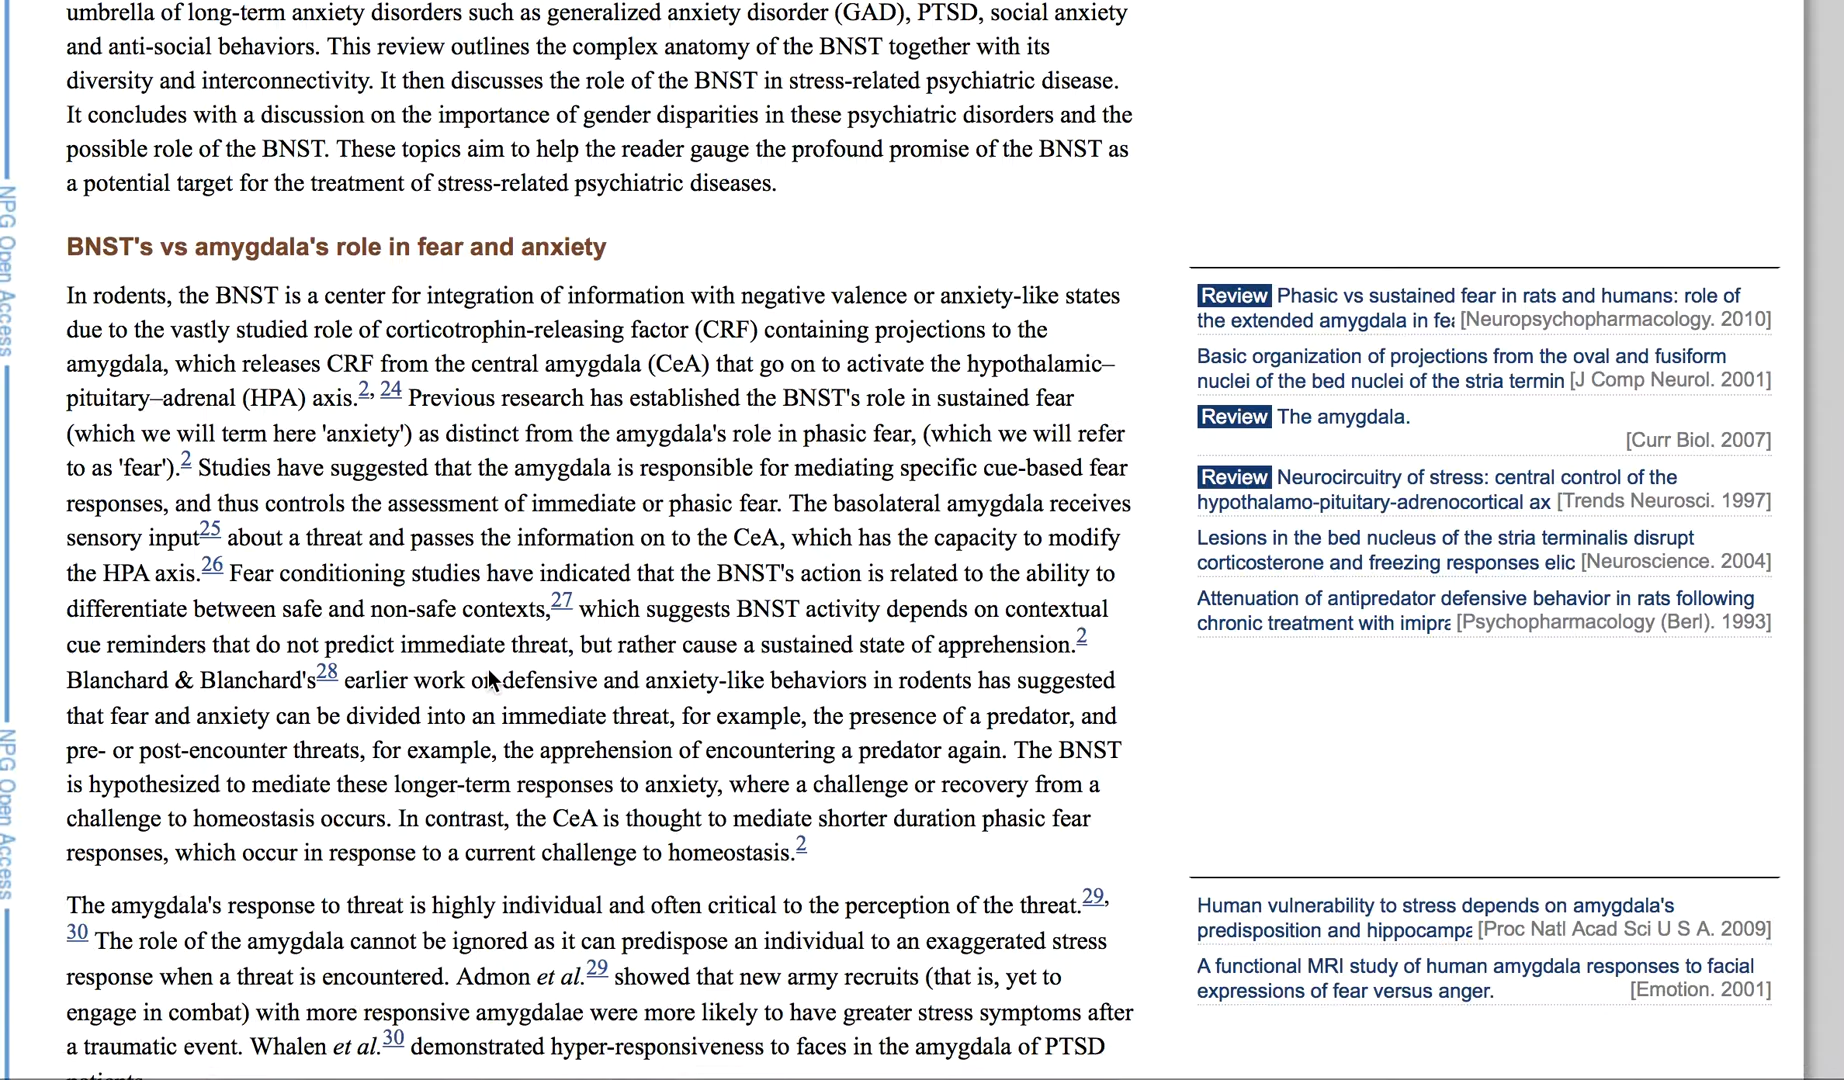 umbrella of long-term anxiety disorders such as generalized anxiety disorder (GAD), PTSD, social anxiety
and anti-social behaviors. This review outlines the complex anatomy of the BNST together with its
diversity and interconnectivity. It then discusses the role of the BNST in stress-related psychiatric disease.
It concludes with a discussion on the importance of gender disparities in these psychiatric disorders and the
possible role of the BNST. These topics aim to help the reader gauge the profound promise of the BNST as
a potential target for the treatment of stress-related psychiatric diseases.
BNST's vs amygdala's role in fear and anxiety
In rodents, the BNST is a center for integration of information with negative valence or anxiety-like states
due to the vastly studied role of corticotrophin-releasing factor (CRF) containing projections to the
amygdala, which releases CRF from the central amygdala (CeA) that go on to activate the hypothalamic–
pituitary–adrenal (HPA) axis.2, 24 Previous research has established the BNST's role in sustained fear
(which we will term here 'anxiety') as distinct from the amygdala's role in phasic fear, (which we will refer
to as 'fear').2 Studies have suggested that the amygdala is responsible for mediating specific cue-based fear
responses, and thus controls the assessment of immediate or phasic fear. The basolateral amygdala receives
sensory input25 about a threat and passes the information on to the CeA, which has the capacity to modify
the HPA axis.26 Fear conditioning studies have indicated that the BNST's action is related to the ability to
differentiate between safe and non-safe contexts,27 which suggests BNST activity depends on contextual
cue reminders that do not predict immediate threat, but rather cause a sustained state of apprehension.2
Blanchard & Blanchard's28 earlier work on defensive and anxiety-like behaviors in rodents has suggested
that fear and anxiety can be divided into an immediate threat, for example, the presence of a predator, and
pre- or post-encounter threats, for example, the apprehension of encountering a predator again. The BNST
is hypothesized to mediate these longer-term responses to anxiety, where a challenge or recovery from a
challenge to homeostasis occurs. In contrast, the CeA is thought to mediate shorter duration phasic fear
responses, which occur in response to a current challenge to homeostasis.2
The amygdala's response to threat is highly individual and often critical to the perception of the threat.29,
30 The role of the amygdala cannot be ignored as it can predispose an individual to an exaggerated stress
response when a threat is encountered. Admon et al.29 showed that new army recruits (that is, yet to
engage in combat) with more responsive amygdalae were more likely to have greater stress symptoms after
a traumatic event. Whalen et al.30 demonstrated hyper-responsiveness to faces in the amygdala of PTSD
Review Phasic vs sustained fear in rats and humans: role of
the extended amygdala in fea [Neuropsychopharmacology. 2010]
Basic organization of projections from the oval and fusiform
nuclei of the bed nuclei of the stria termin [J Comp Neurol. 2001]
Review The amygdala.
[Curr Biol. 2007]
Review Neurocircuitry of stress: central control of the
hypothalamo-pituitary-adrenocortical ax [Trends Neurosci. 1997]
Lesions in the bed nucleus of the stria terminalis disrupt
corticosterone and freezing responses elic [Neuroscience. 2004]
Attenuation of antipredator defensive behavior in rats following
chronic treatment with imipra [Psychopharmacology (Berl). 1993]
Human vulnerability to stress depends on amygdala's
predisposition and hippocampa [Proc Natl Acad Sci U S A. 2009]
A functional MRI study of human amygdala responses to facial
expressions of fear versus anger. [Emotion. 2001]
NPG Open Access
NPG Open Access